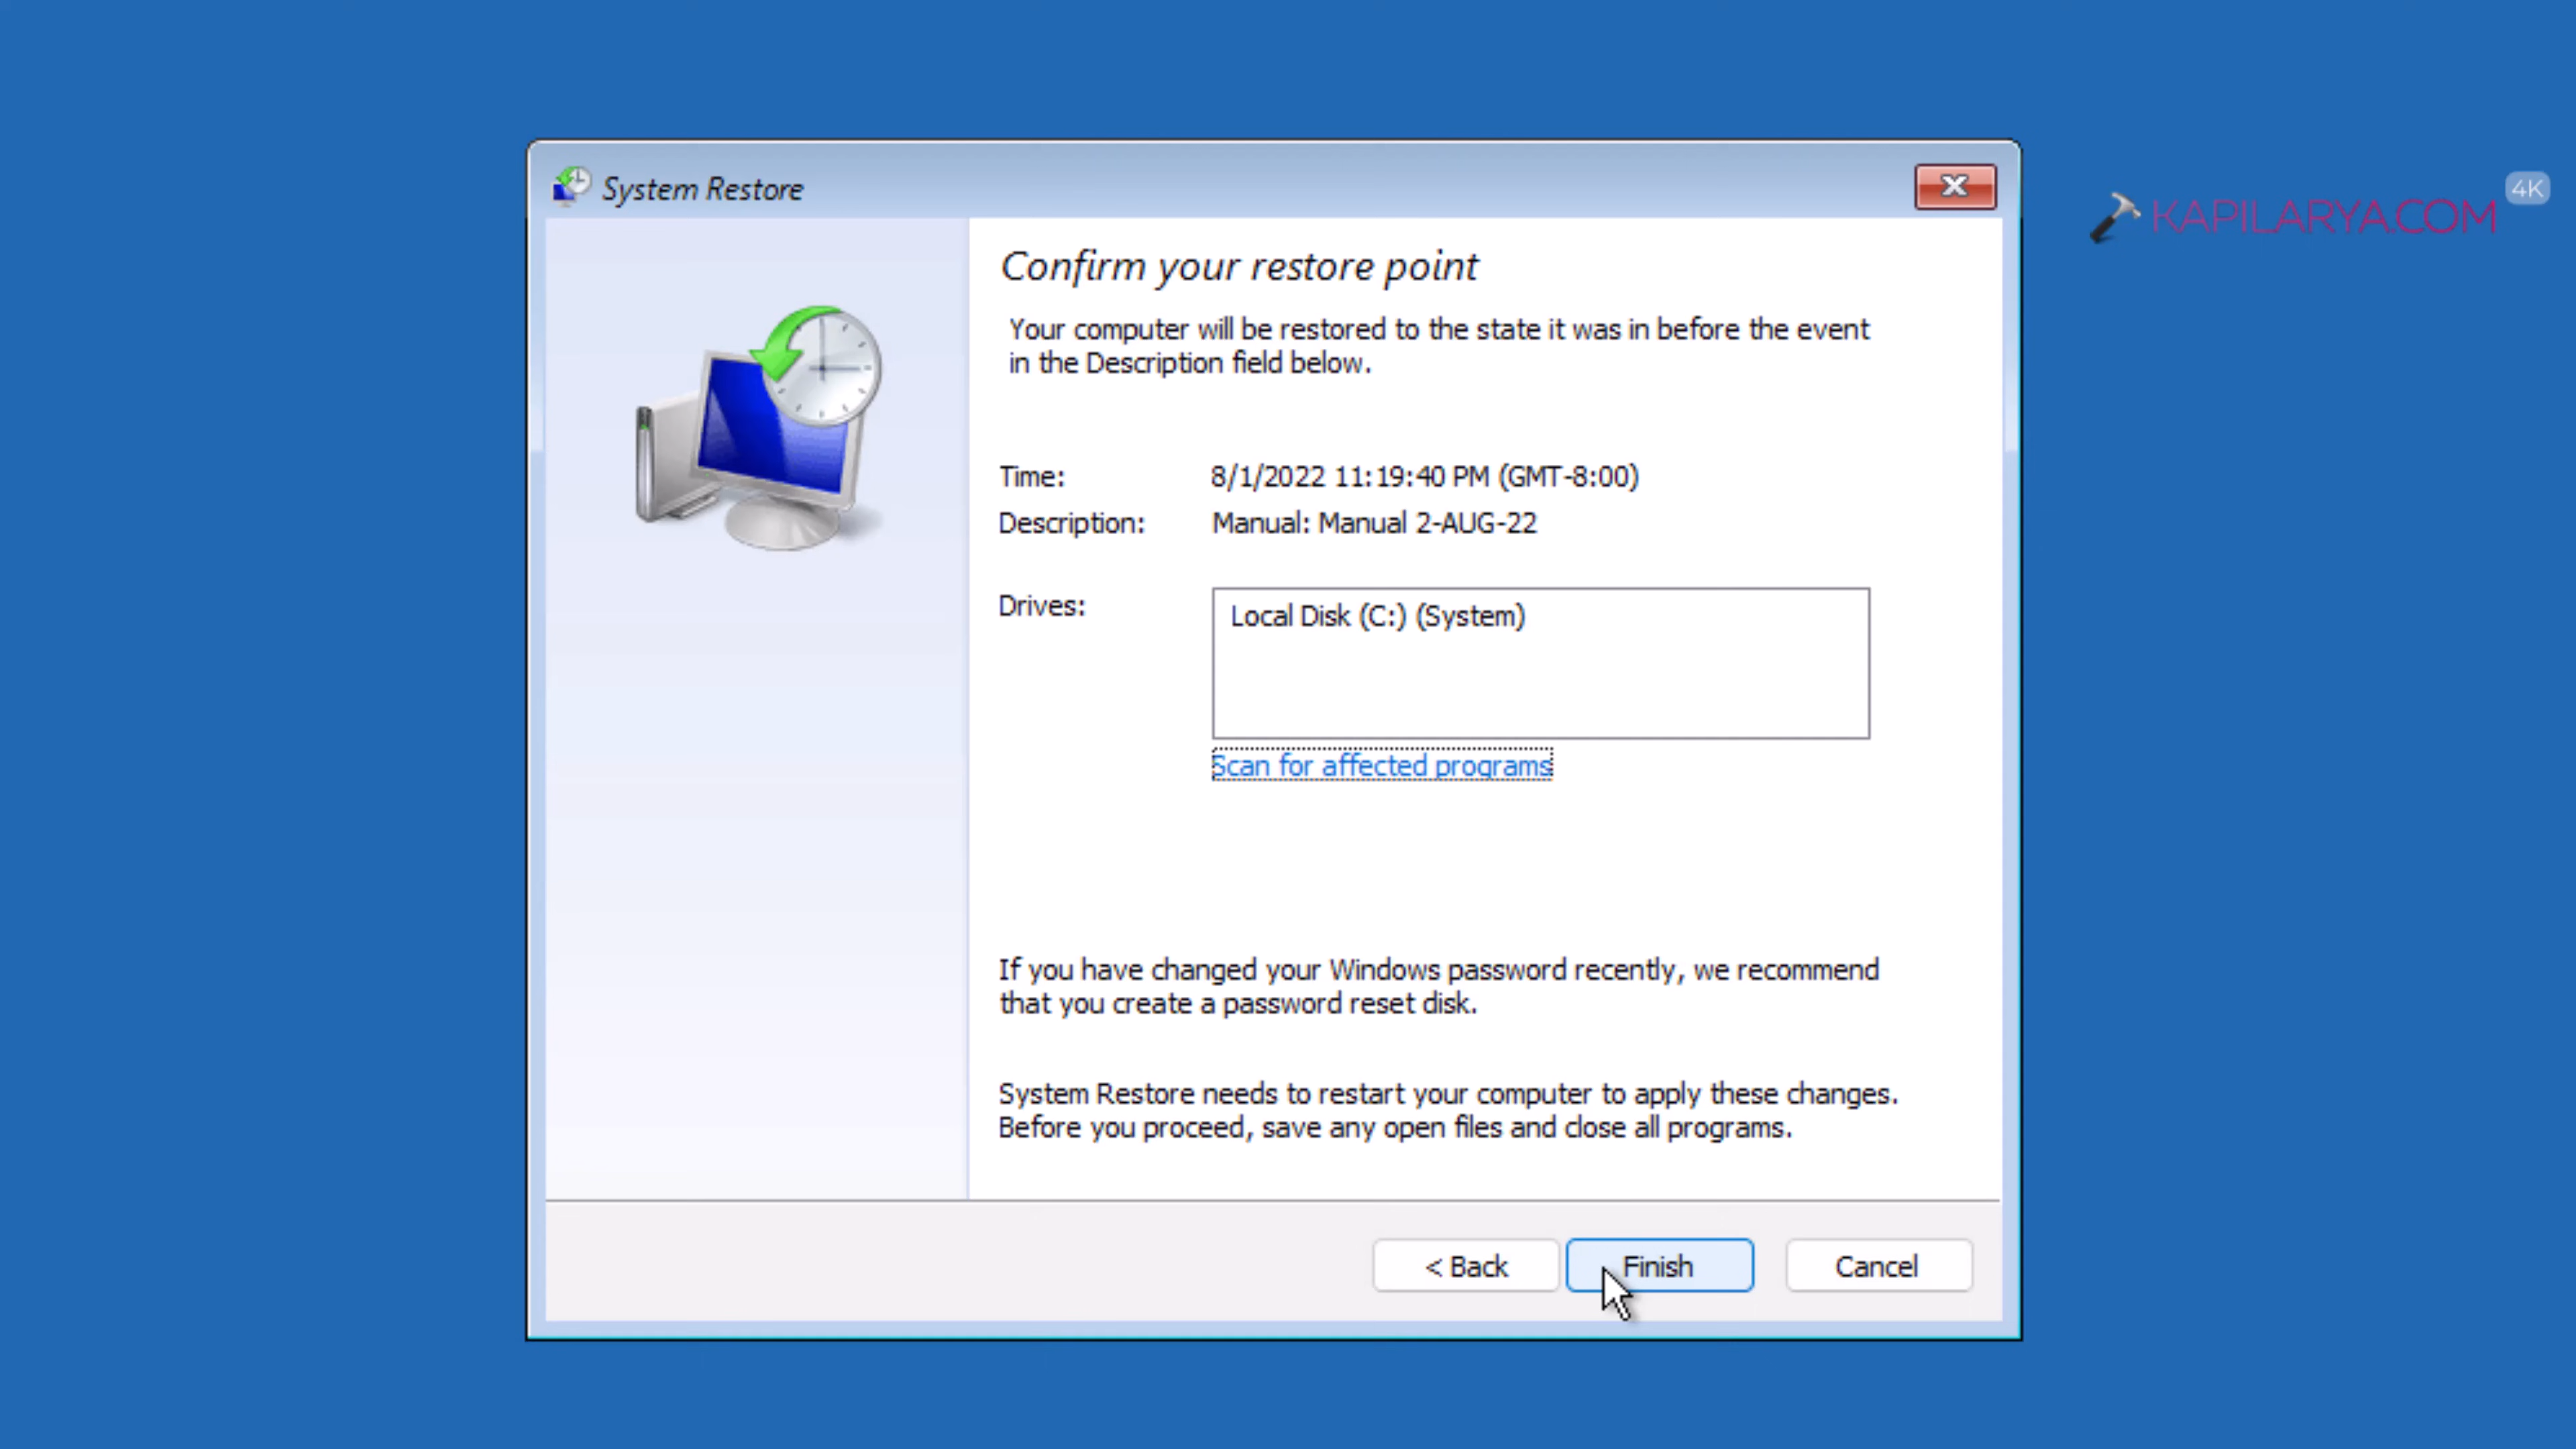 System Restore
4K
KAPILARYA.COM
Confirm your restore point
Your computer will be restored to the state it was in before the event
in the Description field below.
Time: 8/1/2022 11:19:40 PM (GMT-8:00)
Description: Manual: Manual 2-AUG-22
Drives: Local Disk (C:) (System)
Scan for affected programs
If you have changed your Windows password recently, we recommend
that you create a password reset disk.
System Restore needs to restart your computer to apply these changes.
Before you proceed, save any open files and close all programs.
< Back Finish Cancel